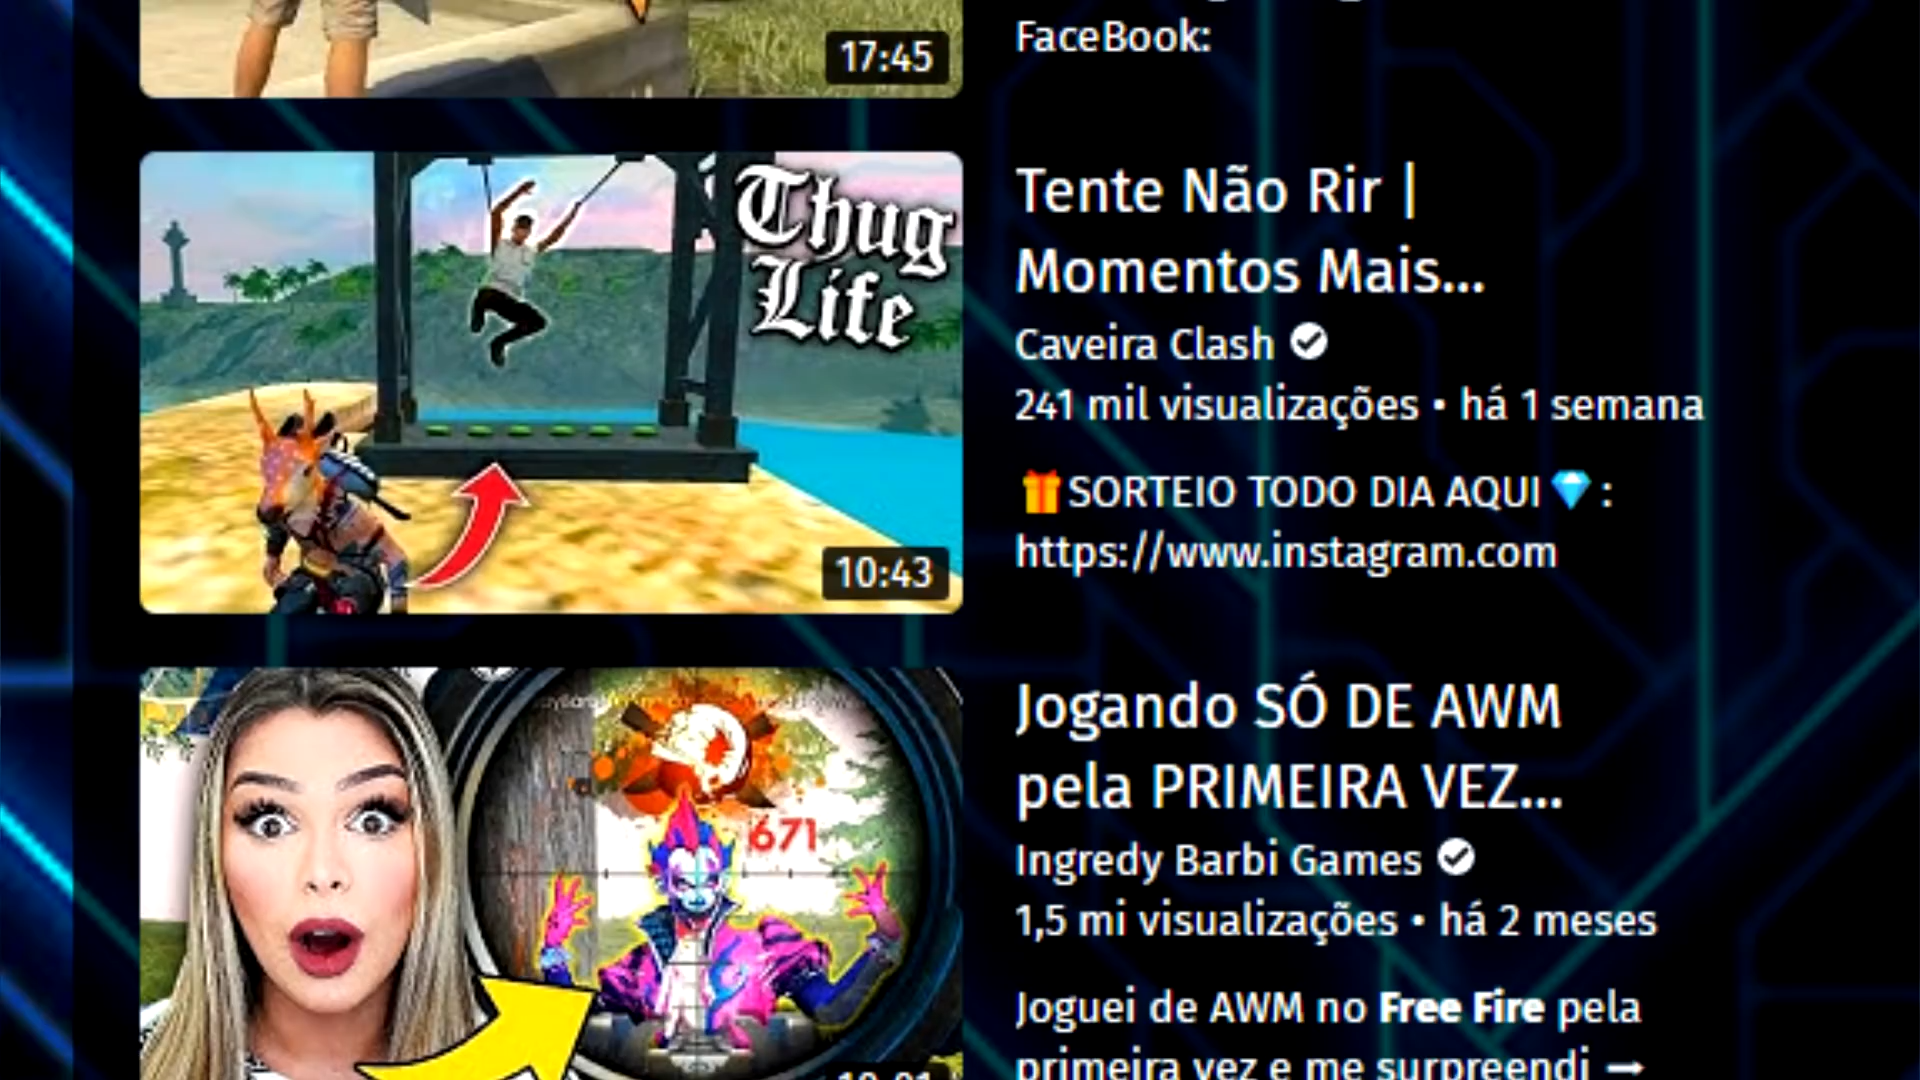 FaceBook:
17:45
Thug
Life
10:43
Tente Não Rir |
Momentos Mais...
Caveira Clash
241 mil visualizações • há 1 semana
🎁SORTEIO TODO DIA AQUI💎 :
https://www.instagram.com
671
Jogando SÓ DE AWM
pela PRIMEIRA VEZ...
Ingredy Barbi Games
1,5 mi visualizações • há 2 meses
Joguei de AWM no Free Fire pela
primeira vez e me surpreendi ➞